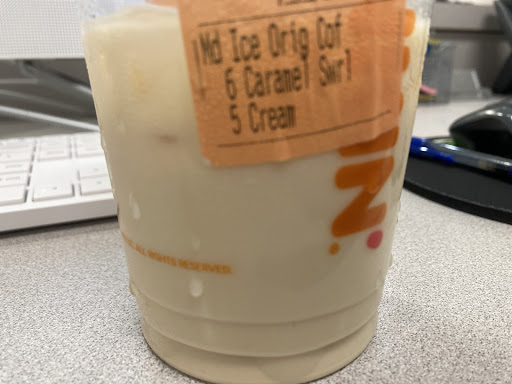 Md Ice Orig Cof
6 Caramel Swrl
5 Cream
ALL RIGHTS RESERVED.